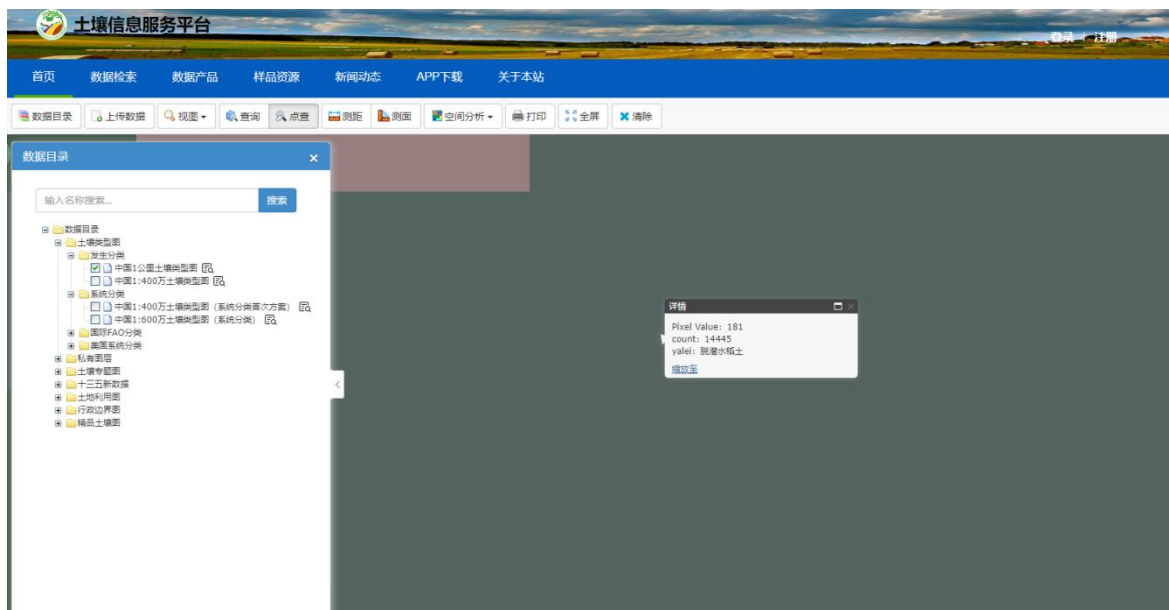 土壤信息服务平台
登录 注册
首页 数据检索 数据产品 样品资源 新闻动态 APP下载 关于本站
数据目录 上传数据 视图 查询 点查 测距 测面 空间分析 打印 全屏 清除
数据目录 ×
输入名称搜索... 搜索
数据目录
土壤类型图
发生分类
中国1公里土壤类型图
中国1:400万土壤类型图
系统分类
中国1:400万土壤类型图（系统分类首次方案）
中国1:600万土壤类型图（系统分类）
国际FAO分类
美国系统分类
私有图层
土壤专题图
十三五新数据
土地利用图
行政边界图
精品土壤图
详情
Pixel Value: 181
count: 14445
yalei: 脱潜水稻土
缩放至